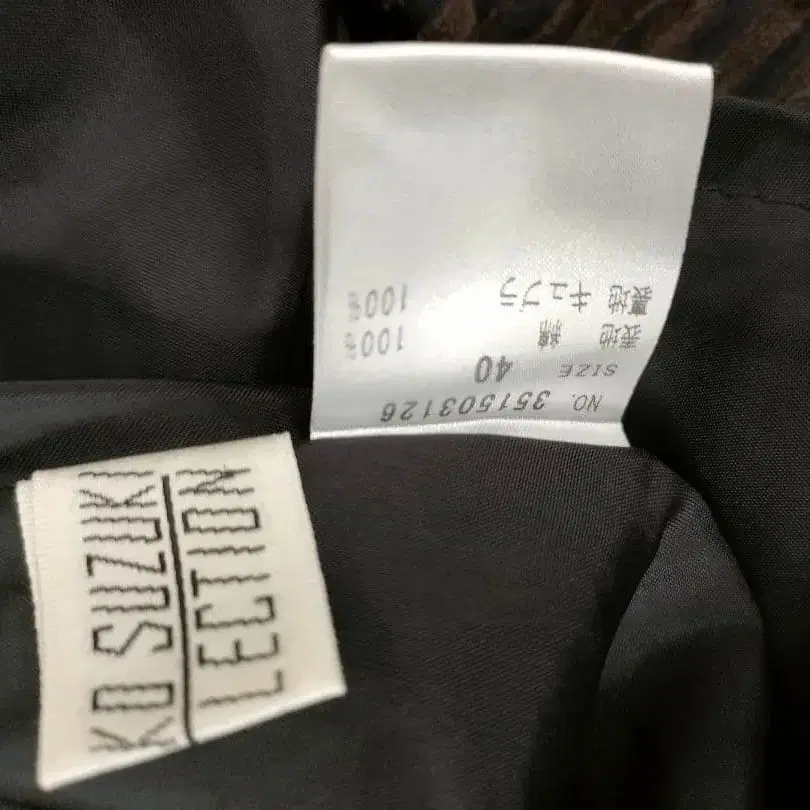 NO. 351503126
SIZE 40
表地 綿 100%
裏地 キュプラ 100%
KO SUZUKI
LECTION